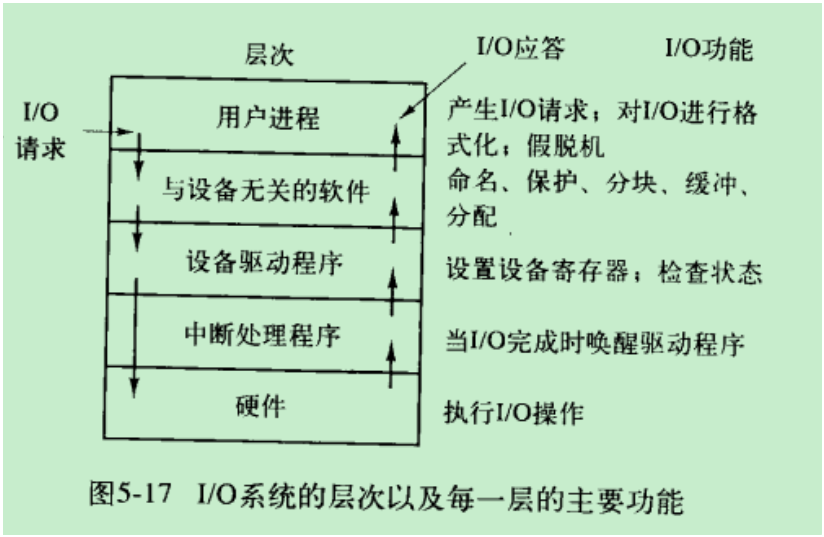 层次
I/O应答
I/O功能
I/O
请求
用户进程
产生I/O请求；对I/O进行格
式化；假脱机
与设备无关的软件
命名、保护、分块、缓冲、
分配
设备驱动程序
设置设备寄存器；检查状态
中断处理程序
当I/O完成时唤醒驱动程序
硬件
执行I/O操作
图5-17 I/O系统的层次以及每一层的主要功能